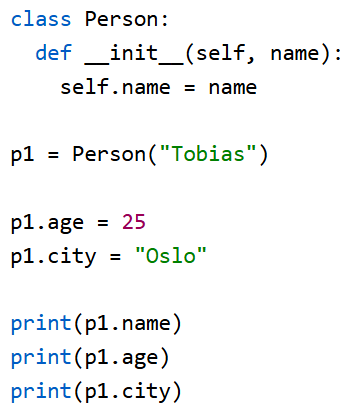 class Person:
  def __init__(self, name):
    self.name = name

p1 = Person("Tobias")

p1.age = 25
p1.city = "Oslo"

print(p1.name)
print(p1.age)
print(p1.city)